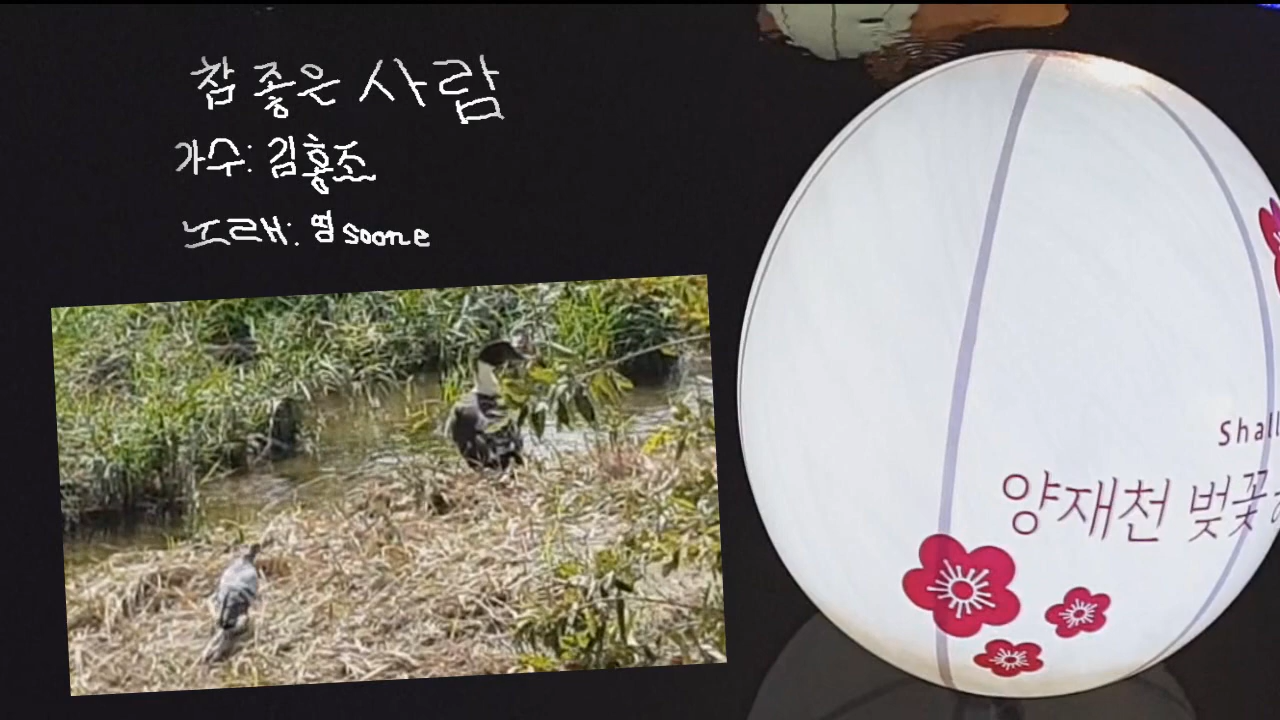 참 좋은 사람
가수: 김홍조
노래: 영soone
Shall
양재천 벚꽃